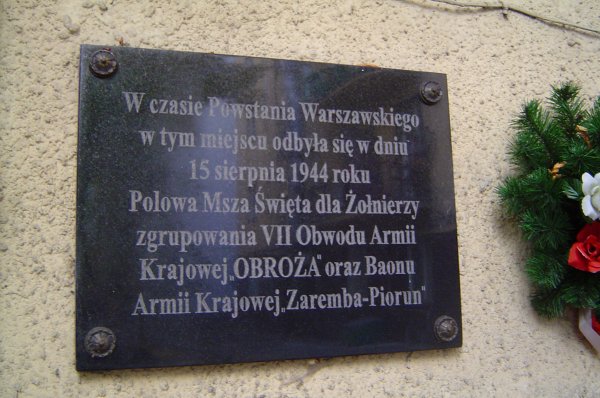 W czasie Powstania Warszawskiego
w tym miejscu odbyła się w dniu
15 sierpnia 1944 roku
Polowa Msza Święta dla Żołnierzy
zgrupowania VII Obwodu Armii
Krajowej „OBROŻA" oraz Baonu
Armii Krajowej „Zaremba-Piorun"